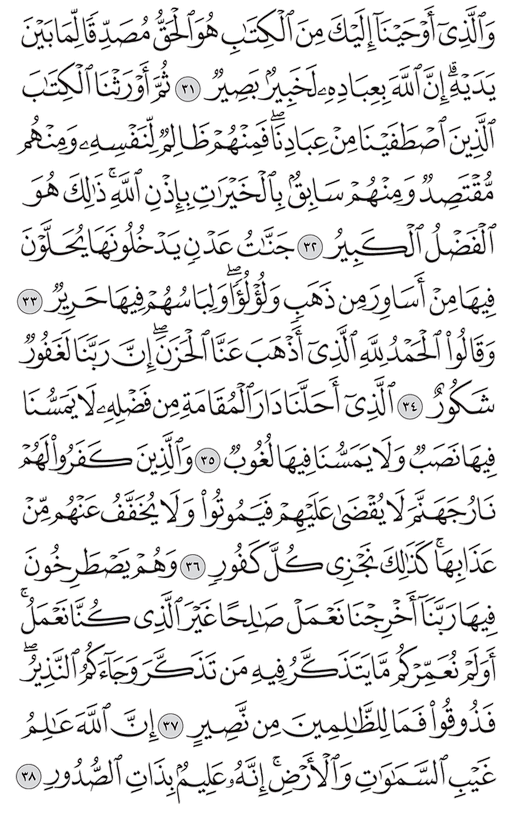 وَٱلَّذِىٓ أَوْحَيْنَآ إِلَيْكَ مِنَ ٱلْكِتَٰبِ هُوَ ٱلْحَقُّ مُصَدِّقًا لِّمَا بَيْنَ
يَدَيْهِ ۗ إِنَّ ٱللَّهَ بِعِبَادِهِۦ لَخَبِيرٌۢ بَصِيرٌ ٣١ ثُمَّ أَوْرَثْنَا ٱلْكِتَٰبَ
ٱلَّذِينَ ٱصْطَفَيْنَا مِنْ عِبَادِنَا ۖ فَمِنْهُمْ ظَالِمٌ لِّنَفْسِهِۦ وَمِنْهُم
مُّقْتَصِدٌ وَمِنْهُمْ سَابِقٌۢ بِٱلْخَيْرَٰتِ بِإِذْنِ ٱللَّهِ ۚ ذَٰلِكَ هُوَ
ٱلْفَضْلُ ٱلْكَبِيرُ ٣٢ جَنَّٰتُ عَدْنٍ يَدْخُلُونَهَا يُحَلَّوْنَ
فِيهَا مِنْ أَسَاوِرَ مِن ذَهَبٍ وَلُؤْلُؤًا ۖ وَلِبَاسُهُمْ فِيهَا حَرِيرٌ ٣٣
وَقَالُوا۟ ٱلْحَمْدُ لِلَّهِ ٱلَّذِىٓ أَذْهَبَ عَنَّا ٱلْحَزَنَ ۖ إِنَّ رَبَّنَا لَغَفُورٌ
شَكُورٌ ٣٤ ٱلَّذِىٓ أَحَلَّنَا دَارَ ٱلْمُقَامَةِ مِن فَضْلِهِۦ لَا يَمَسُّنَا
فِيهَا نَصَبٌ وَلَا يَمَسُّنَا فِيهَا لُغُوبٌ ٣٥ وَٱلَّذِينَ كَفَرُوا۟ لَهُمْ
نَارُ جَهَنَّمَ لَا يُقْضَىٰ عَلَيْهِمْ فَيَمُوتُوا۟ وَلَا يُخَفَّفُ عَنْهُم مِّنْ
عَذَابِهَا ۚ كَذَٰلِكَ نَجْزِى كُلَّ كَفُورٍ ٣٦ وَهُمْ يَصْطَرِخُونَ
فِيهَا رَبَّنَآ أَخْرِجْنَا نَعْمَلْ صَٰلِحًا غَيْرَ ٱلَّذِى كُنَّا نَعْمَلُ ۚ
أَوَلَمْ نُعَمِّرْكُم مَّا يَتَذَكَّرُ فِيهِ مَن تَذَكَّرَ وَجَآءَكُمُ ٱلنَّذِيرُ ۖ
فَذُوقُوا۟ فَمَا لِلظَّٰلِمِينَ مِن نَّصِيرٍ ٣٧ إِنَّ ٱللَّهَ عَٰلِمُ
غَيْبِ ٱلسَّمَٰوَٰتِ وَٱلْأَرْضِ ۚ إِنَّهُۥ عَلِيمٌۢ بِذَاتِ ٱلصُّدُورِ ٣٨